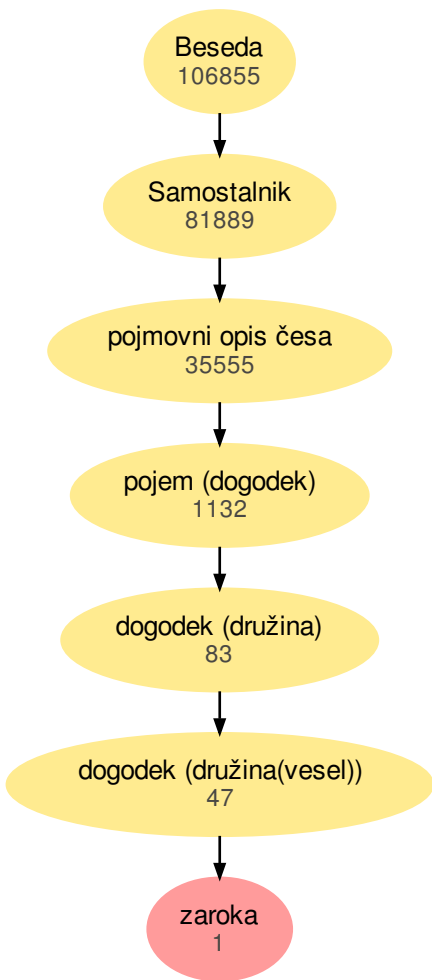 Beseda
106855
Samostalnik
81889
pojmovni opis česa
35555
pojem (dogodek)
1132
dogodek (družina)
83
dogodek (družina(vesel))
47
zaroka
1